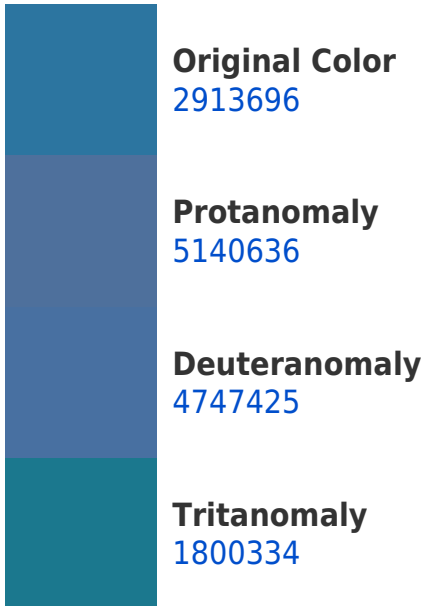 Original Color
2913696
Protanomaly
5140636
Deuteranomaly
4747425
Tritanomaly
1800334